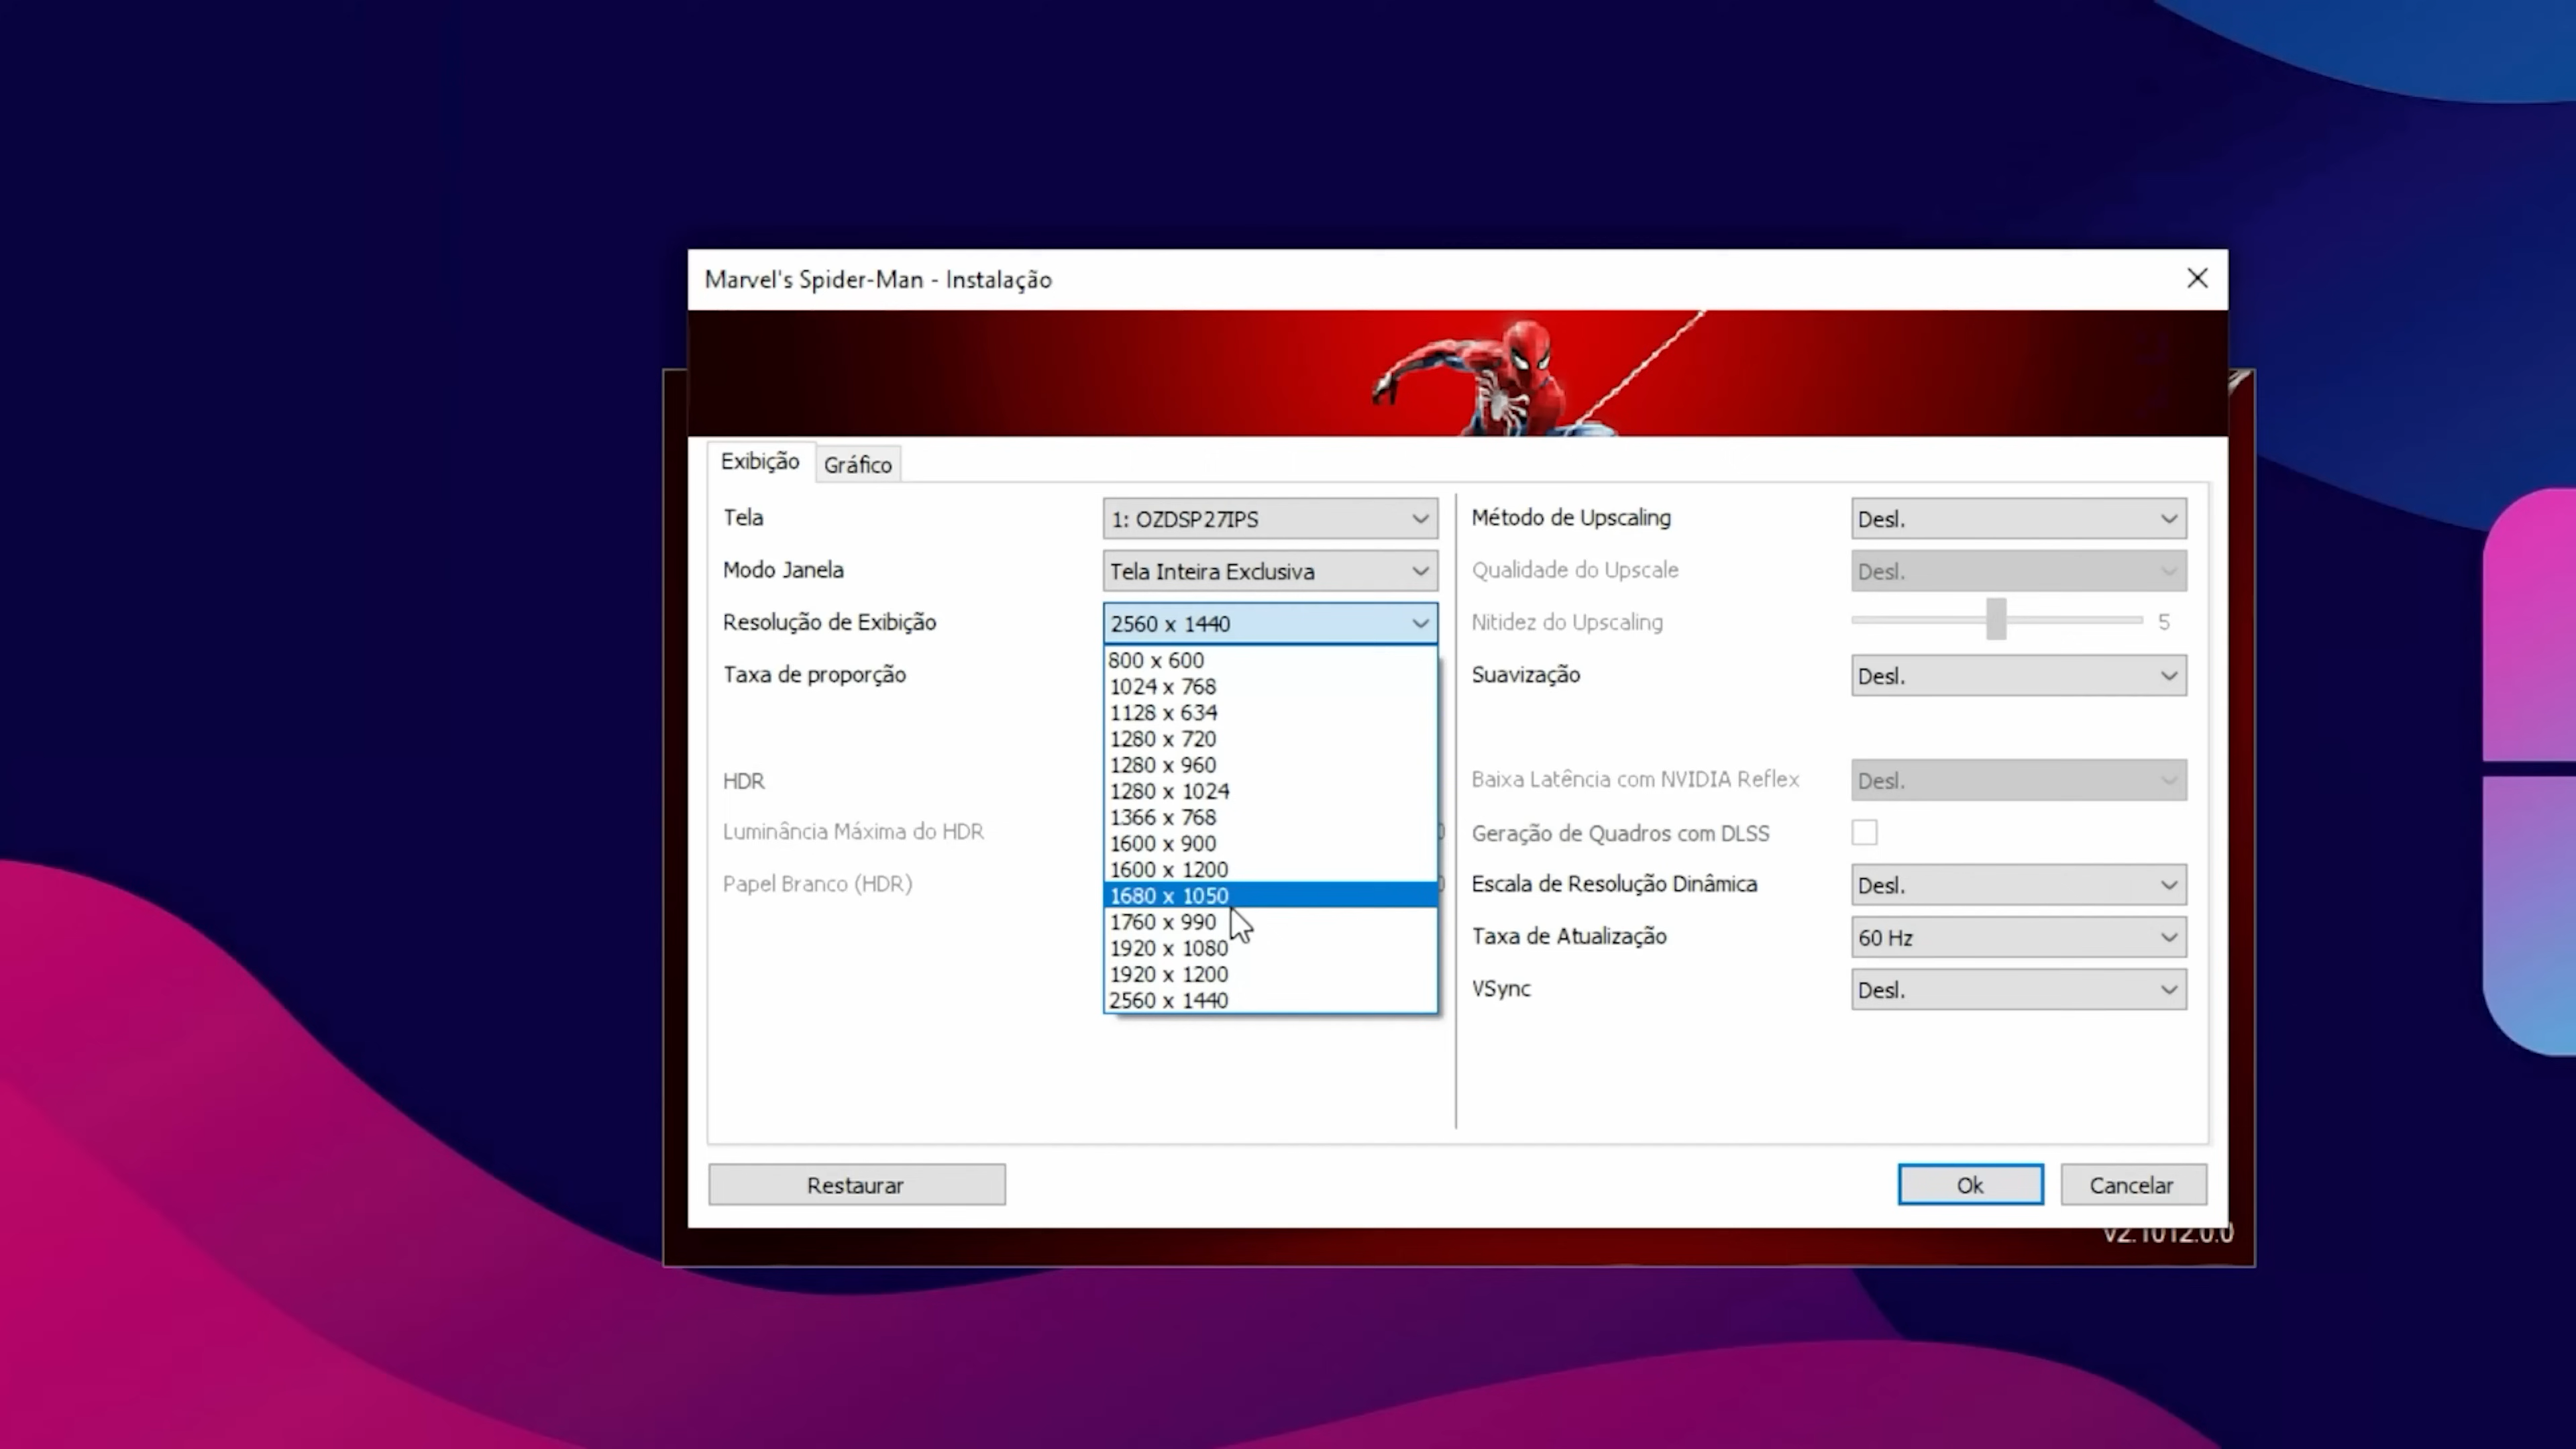 Marvel's Spider-Man - Instalação
Exibição
Gráfico
Tela
1: OZDSP27IPS
Modo Janela
Tela Inteira Exclusiva
Resolução de Exibição
2560 x 1440
800 x 600
1024 x 768
1128 x 634
1280 x 720
1280 x 960
1280 x 1024
1366 x 768
1600 x 900
1600 x 1200
1680 x 1050
1760 x 990
1920 x 1080
1920 x 1200
2560 x 1440
Taxa de proporção
HDR
Luminância Máxima do HDR
Papel Branco (HDR)
Método de Upscaling
Desl.
Qualidade do Upscale
Desl.
Nitidez do Upscaling
5
Suavização
Desl.
Baixa Latência com NVIDIA Reflex
Desl.
Geração de Quadros com DLSS
Escala de Resolução Dinâmica
Desl.
Taxa de Atualização
60 Hz
VSync
Desl.
Restaurar
Ok
Cancelar
v2.1012.0.0